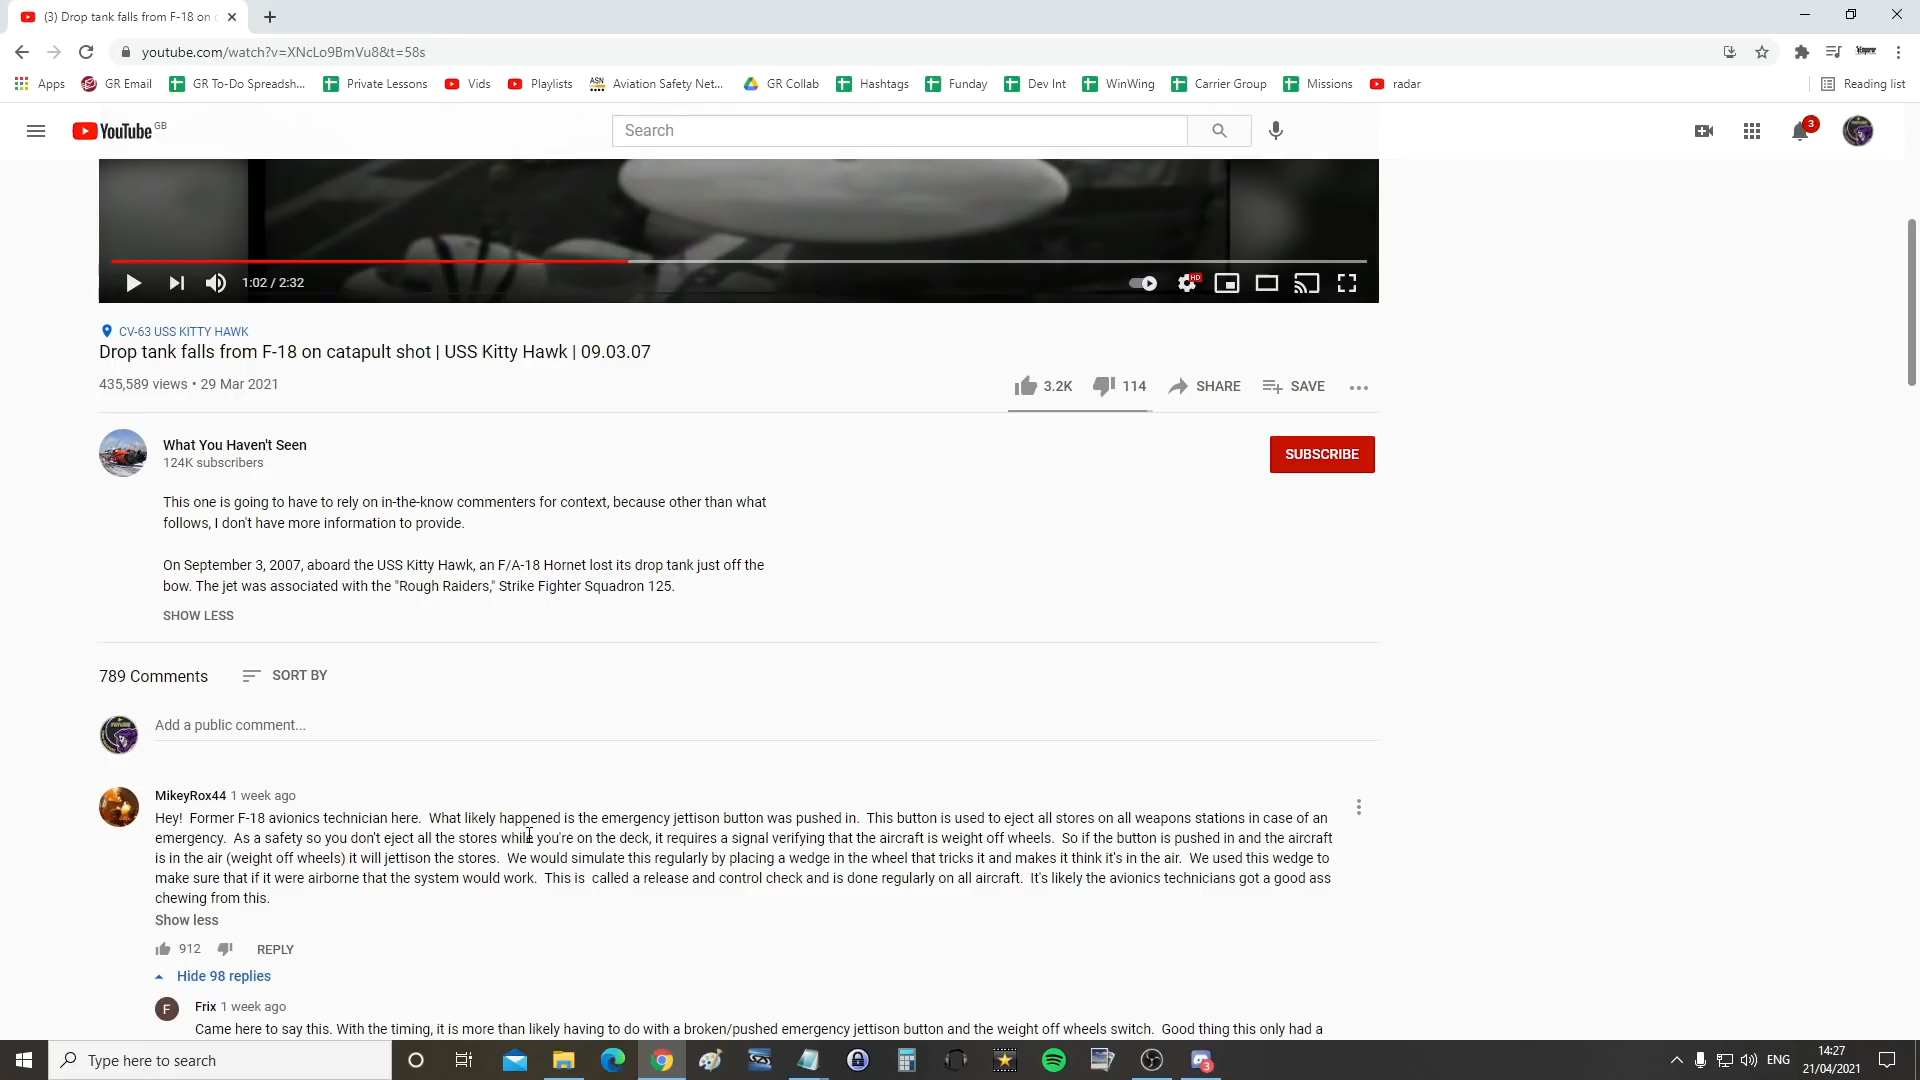 (3) Drop tank falls from F-18 on c
youtube.com/watch?v=XNcLo9BmVu8&t=58s
Apps GR Email GR To-Do Spreadsh... Private Lessons Vids Playlists ASN Aviation Safety Net... GR Collab Hashtags Funday Dev Int WinWing Carrier Group Missions radar Reading list
YouTube GB Search 3
1:02 / 2:32 HD
CV-63 USS KITTY HAWK
Drop tank falls from F-18 on catapult shot | USS Kitty Hawk | 09.03.07
435,589 views • 29 Mar 2021 3.2K 114 SHARE SAVE
What You Haven't Seen
124K subscribers
SUBSCRIBE
This one is going to have to rely on in-the-know commenters for context, because other than what
follows, I don't have more information to provide.
On September 3, 2007, aboard the USS Kitty Hawk, an F/A-18 Hornet lost its drop tank just off the
bow. The jet was associated with the "Rough Raiders," Strike Fighter Squadron 125.
SHOW LESS
789 Comments SORT BY
Add a public comment...
MikeyRox44 1 week ago
Hey! Former F-18 avionics technician here. What likely happened is the emergency jettison button was pushed in. This button is used to eject all stores on all weapons stations in case of an
emergency. As a safety so you don't eject all the stores while you're on the deck, it requires a signal verifying that the aircraft is weight off wheels. So if the button is pushed in and the aircraft
is in the air (weight off wheels) it will jettison the stores. We would simulate this regularly by placing a wedge in the wheel that tricks it and makes it think it's in the air. We used this wedge to
make sure that if it were airborne that the system would work. This is called a release and control check and is done regularly on all aircraft. It's likely the avionics technicians got a good ass
chewing from this.
Show less
912 REPLY
Hide 98 replies
F Frix 1 week ago
Came here to say this. With the timing, it is more than likely having to do with a broken/pushed emergency jettison button and the weight off wheels switch. Good thing this only had a
Type here to search 3 ENG 14:27
21/04/2021